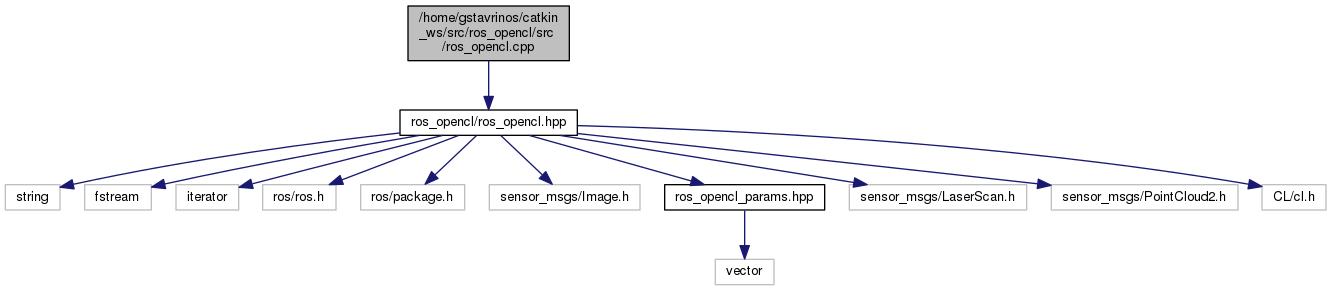 /home/gstavrinos/catkin
_ws/src/ros_opencl/src
/ros_opencl.cpp
ros_opencl/ros_opencl.hpp
string
fstream
iterator
ros/ros.h
ros/package.h
sensor_msgs/Image.h
ros_opencl_params.hpp
sensor_msgs/LaserScan.h
sensor_msgs/PointCloud2.h
CL/cl.h
vector